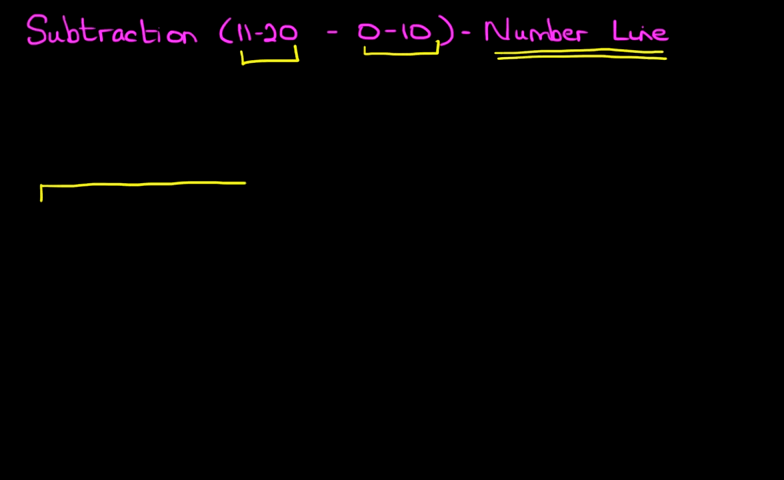 Subtraction (11-20 - 0-10) - Number Line